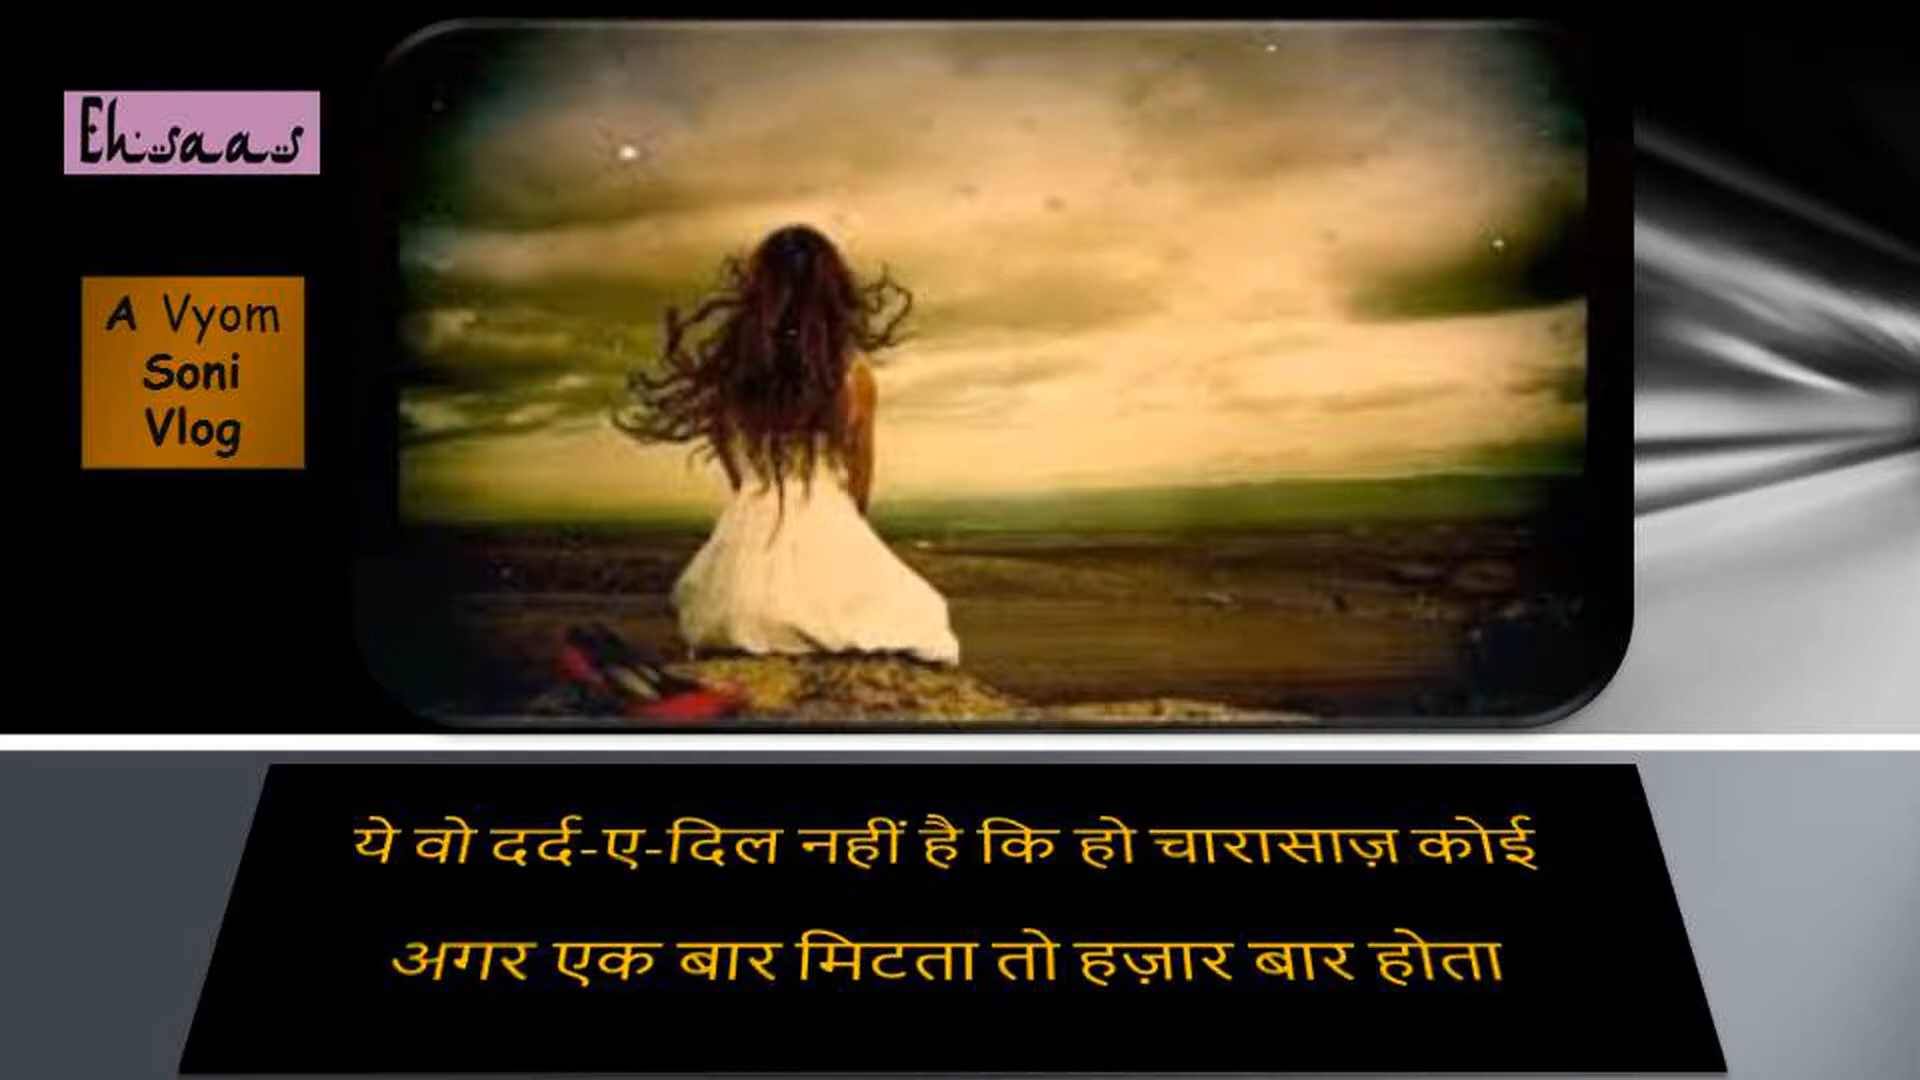 Ehsaas
A Vyom
Soni
Vlog
ये वो दर्द-ए-दिल नहीं है कि हो चारासाज़ कोई
अगर एक बार मिटता तो हज़ार बार होता